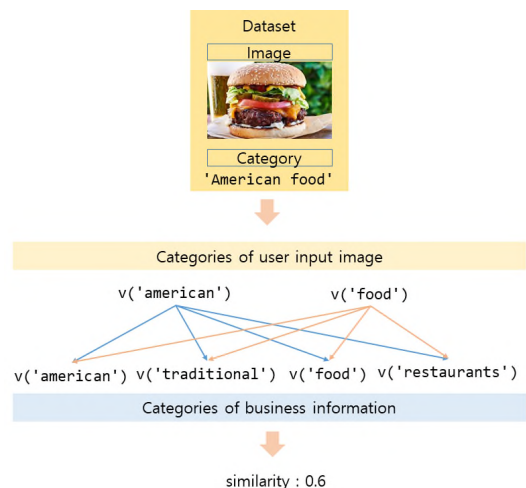 Dataset
Image
Category
'American food'
Categories of user input image
v('american') v('food')
v('american') v('traditional') v('food') v('restaurants')
Categories of business information
similarity : 0.6